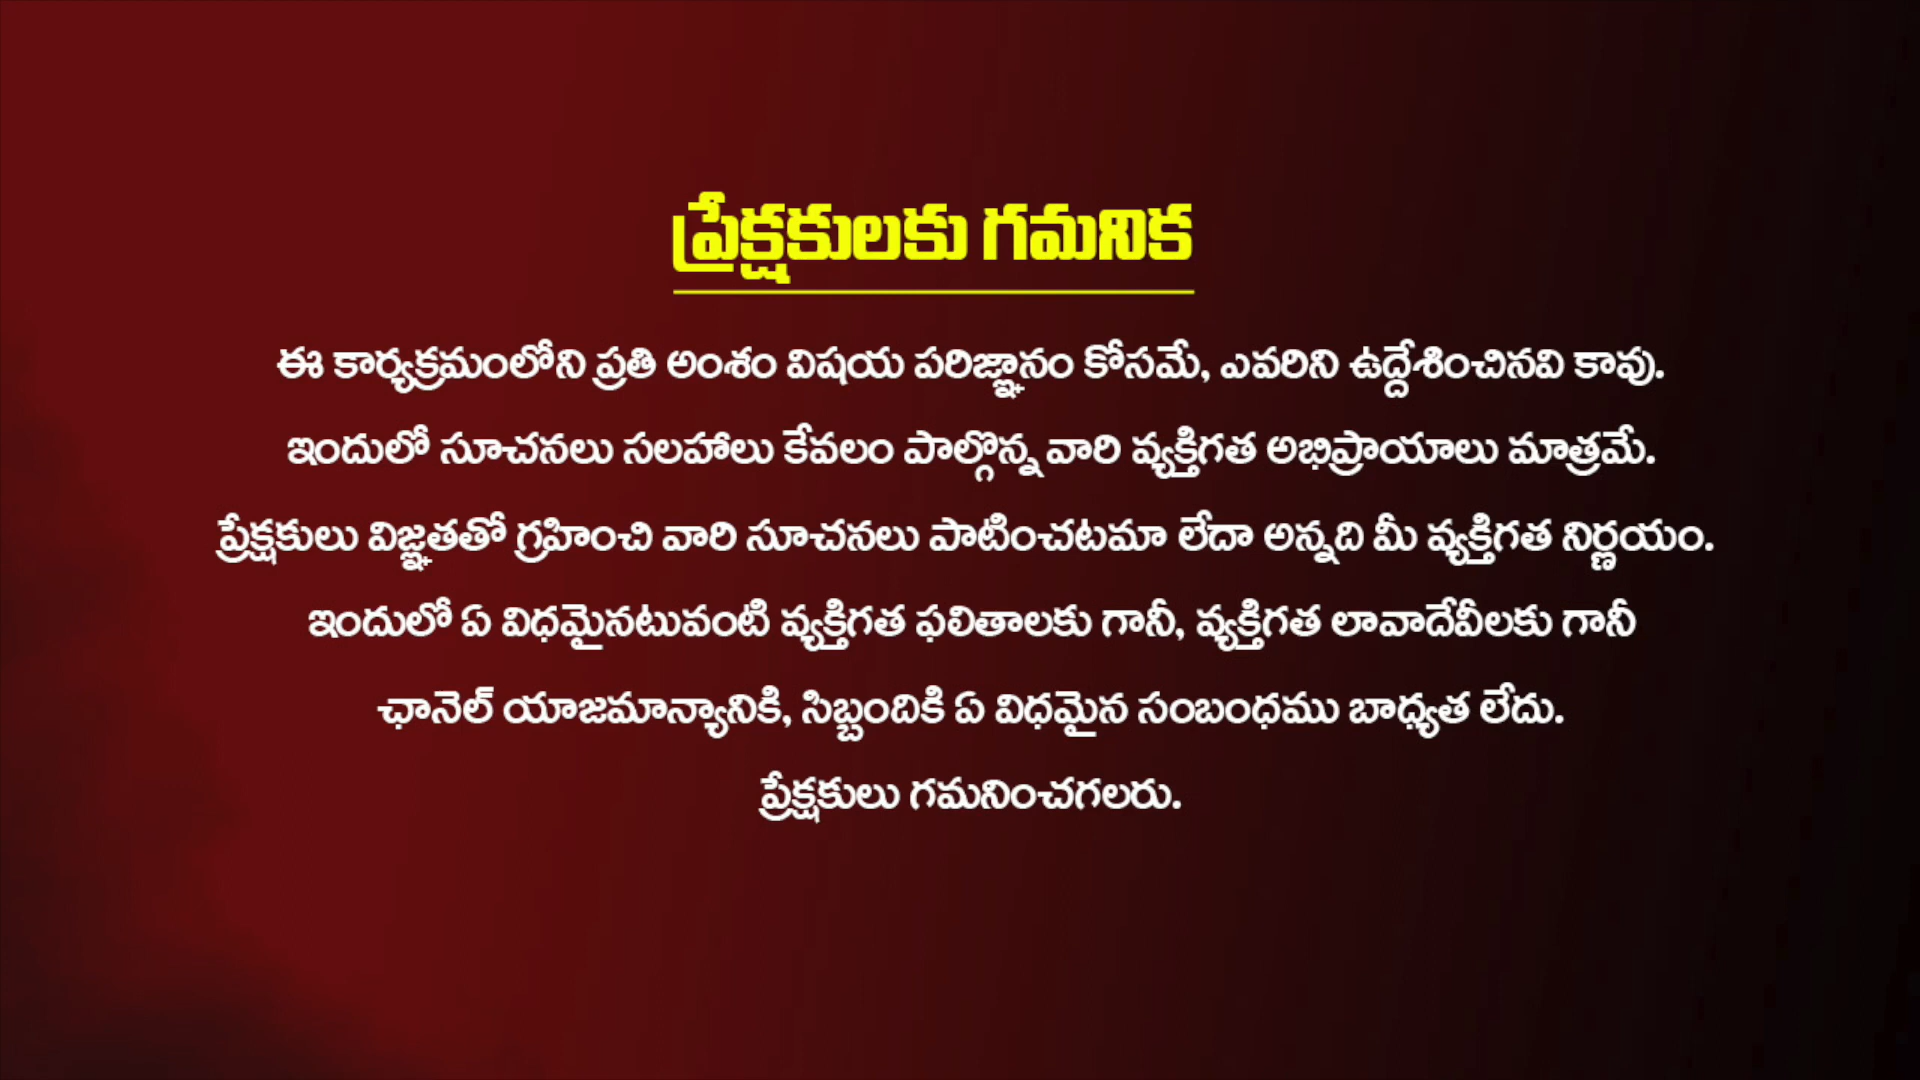 ప్రేక్షకులకు గమనిక
ఈ కార్యక్రమంలోని ప్రతి అంశం విషయ పరిజ్ఞానం కోసమే, ఎవరిని ఉద్దేశించినవి కావు.
ఇందులో సూచనలు సలహాలు కేవలం పాల్గొన్న వారి వ్యక్తిగత అభిప్రాయాలు మాత్రమే.
ప్రేక్షకులు విజ్ఞతతో గ్రహించి వారి సూచనలు పాటించటమా లేదా అన్నది మీ వ్యక్తిగత నిర్ణయం.
ఇందులో ఏ విధమైనటువంటి వ్యక్తిగత ఫలితాలకు గానీ, వ్యక్తిగత లావాదేవీలకు గానీ
ఛానెల్ యాజమాన్యానికి, సిబ్బందికి ఏ విధమైన సంబంధము బాధ్యత లేదు.
ప్రేక్షకులు గమనించగలరు.